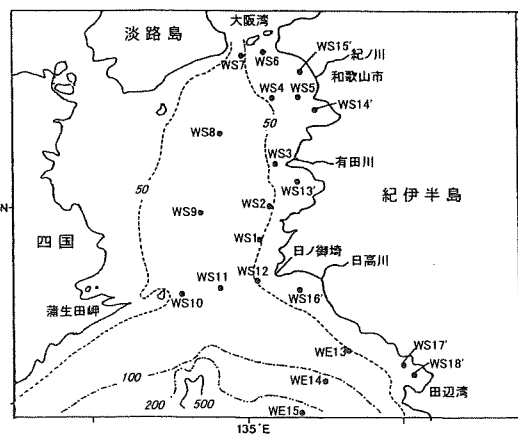 大阪湾
淡路島
WS7
WS6
WS15'
紀ノ川
和歌山市
WS4
WS5
WS14'
50
WS8
WS3
有田川
WS13'
50
紀伊半島
N
WS9
WS2
四国
WS1
日ノ御埼
日高川
WS12
WS11
WS10
WS16'
蒲生田岬
WE13
WS17'
WS18'
100
WE14
田辺湾
200
500
WE15
135°E